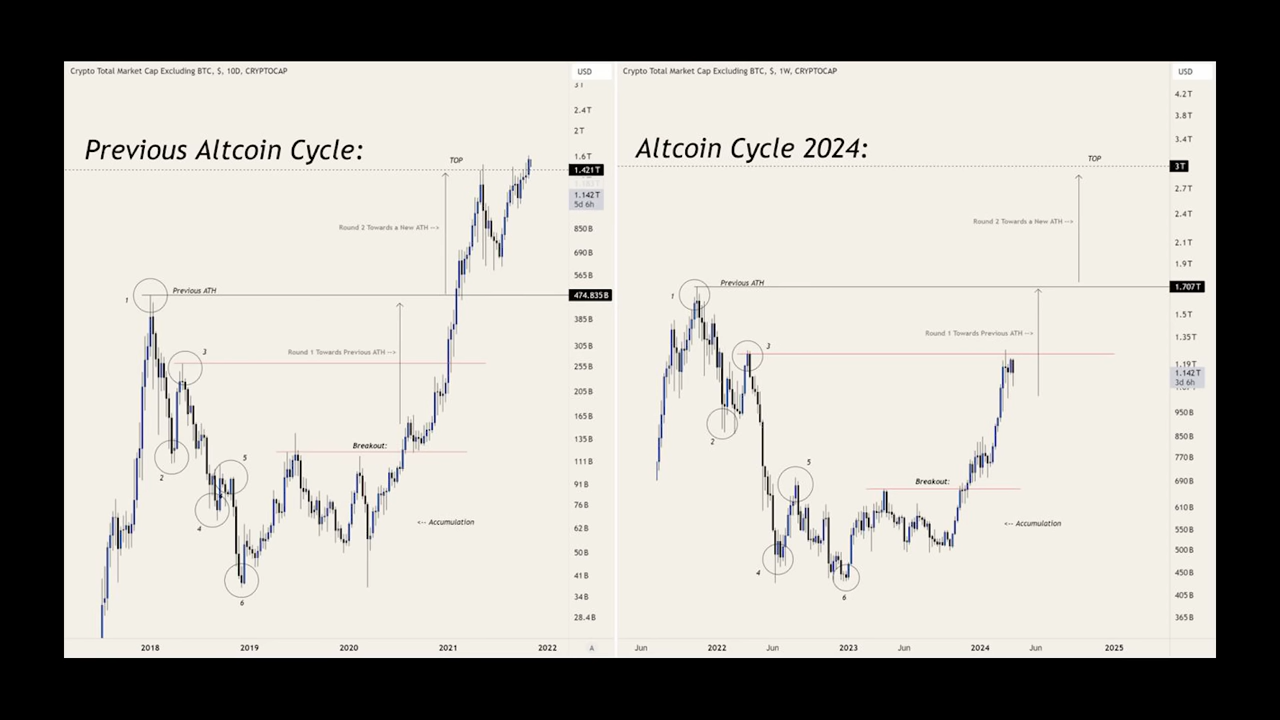 Crypto Total Market Cap Excluding BTC, $, 10D, CRYPTOCAP
USD
3T
2.4T
2T
1.6T
1.421T
1.142T
5d 6h
850B
690B
565B
474.835B
385B
305B
255B
205B
165B
135B
111B
91B
76B
62B
50B
41B
34B
28.4B
Previous Altcoin Cycle:
TOP
Round 2 Towards a New ATH -->
Previous ATH
1
3
Round 1 Towards Previous ATH -->
Breakout:
2
5
4
<-- Accumulation
6
2018
2019
2020
2021
2022
A
Crypto Total Market Cap Excluding BTC, $, 1W, CRYPTOCAP
USD
4.2T
3.8T
3.4T
3T
2.7T
2.4T
2.1T
1.9T
1.707T
1.5T
1.35T
1.19T
1.142T
3d 6h
950B
850B
770B
690B
610B
550B
500B
450B
405B
365B
Altcoin Cycle 2024:
TOP
Round 2 Towards a New ATH -->
Previous ATH
1
Round 1 Towards Previous ATH -->
3
2
5
Breakout:
<-- Accumulation
4
6
Jun
2022
Jun
2023
Jun
2024
Jun
2025